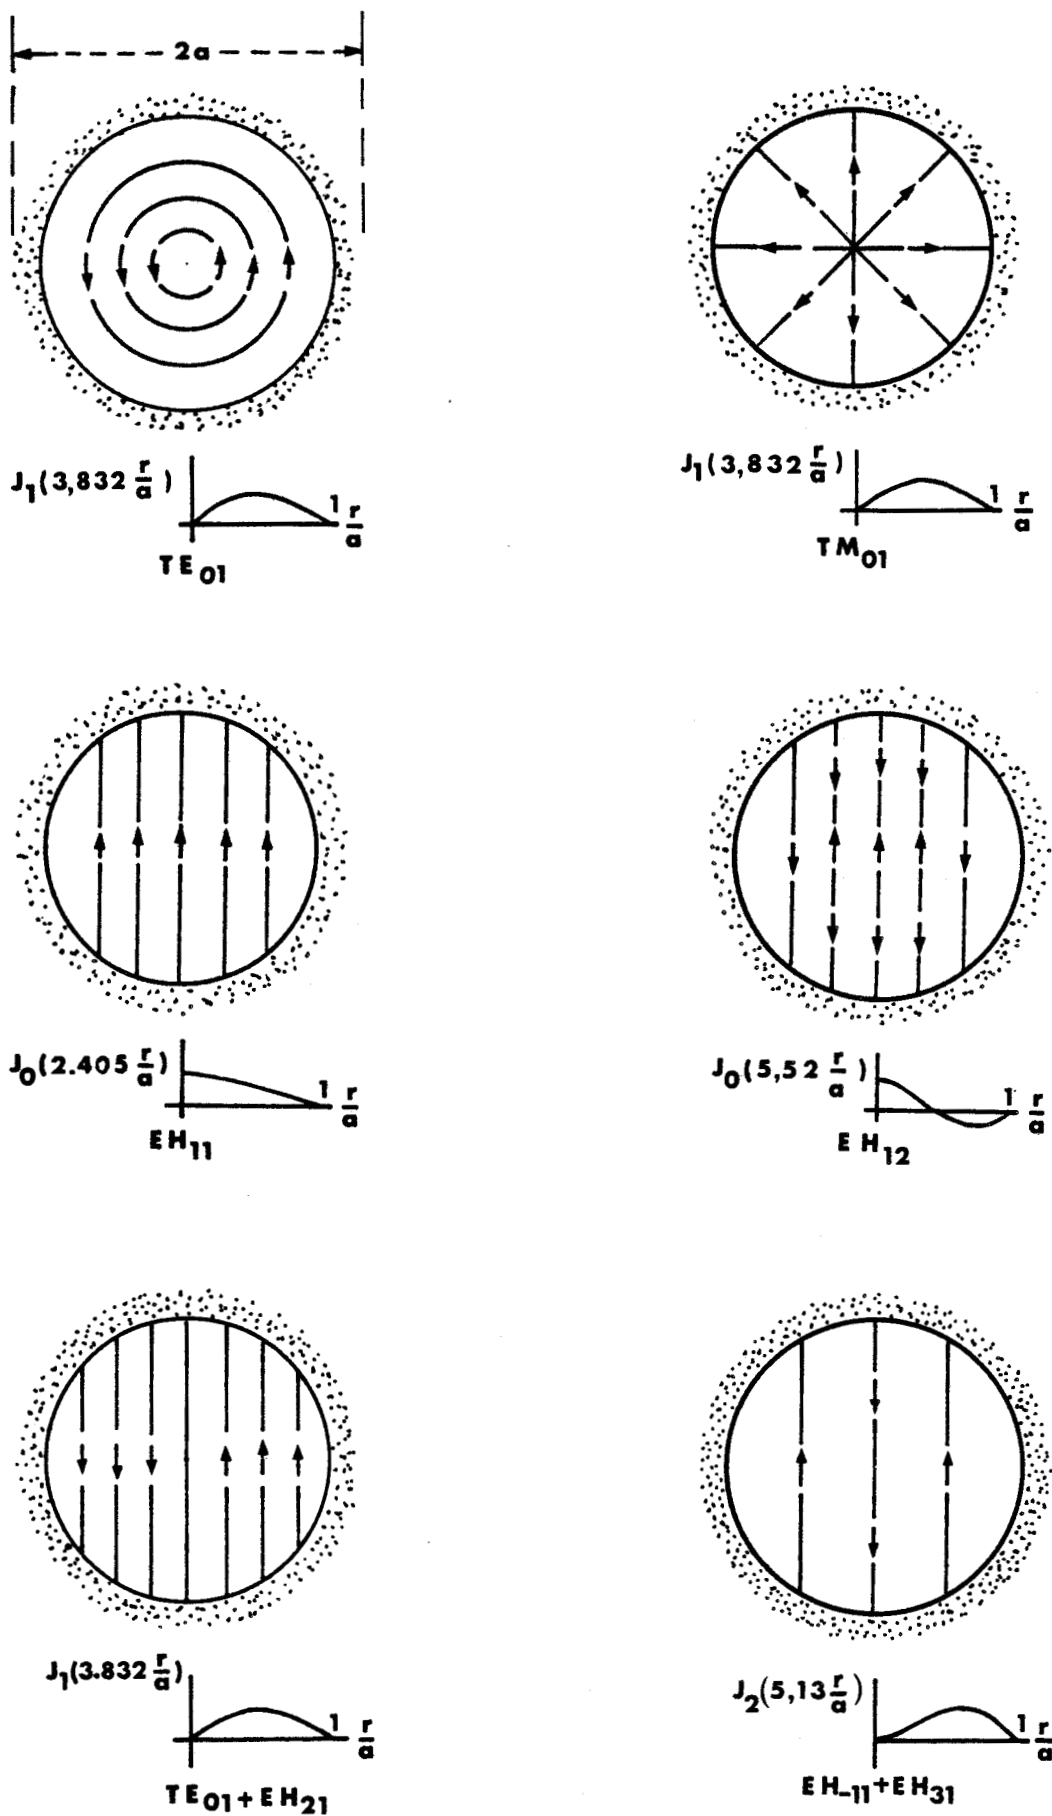 2a
J1(3,832 r/a)
1 r/a
TE01
J1(3,832 r/a)
1 r/a
TM01
J0(2.405 r/a)
1 r/a
EH11
J0(5,52 r/a)
1 r/a
EH12
J1(3.832 r/a)
1 r/a
TE01+EH21
J2(5,13 r/a)
1 r/a
EH-11+EH31